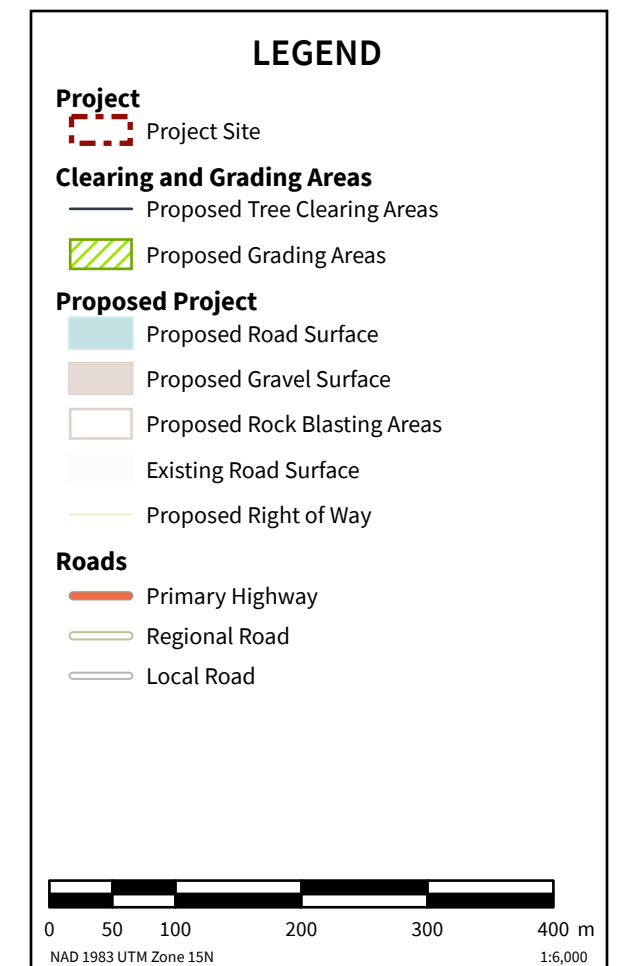 LEGEND
Project
Project Site
Clearing and Grading Areas
Proposed Tree Clearing Areas
Proposed Grading Areas
Proposed Project
Proposed Road Surface
Proposed Gravel Surface
Proposed Rock Blasting Areas
Existing Road Surface
Proposed Right of Way
Roads
Primary Highway
Regional Road
Local Road
0 50 100 200 300 400 m
NAD 1983 UTM Zone 15N 1:6,000